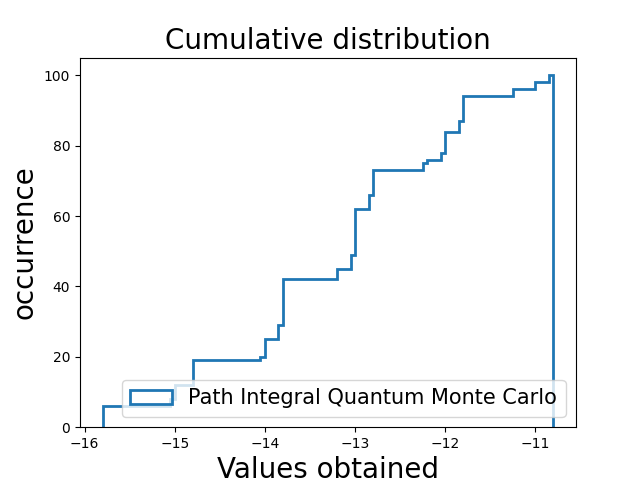 Cumulative distribution
occurrence
100
80
60
40
20
0
Path Integral Quantum Monte Carlo
−16 −15 −14 −13 −12 −11
Values obtained